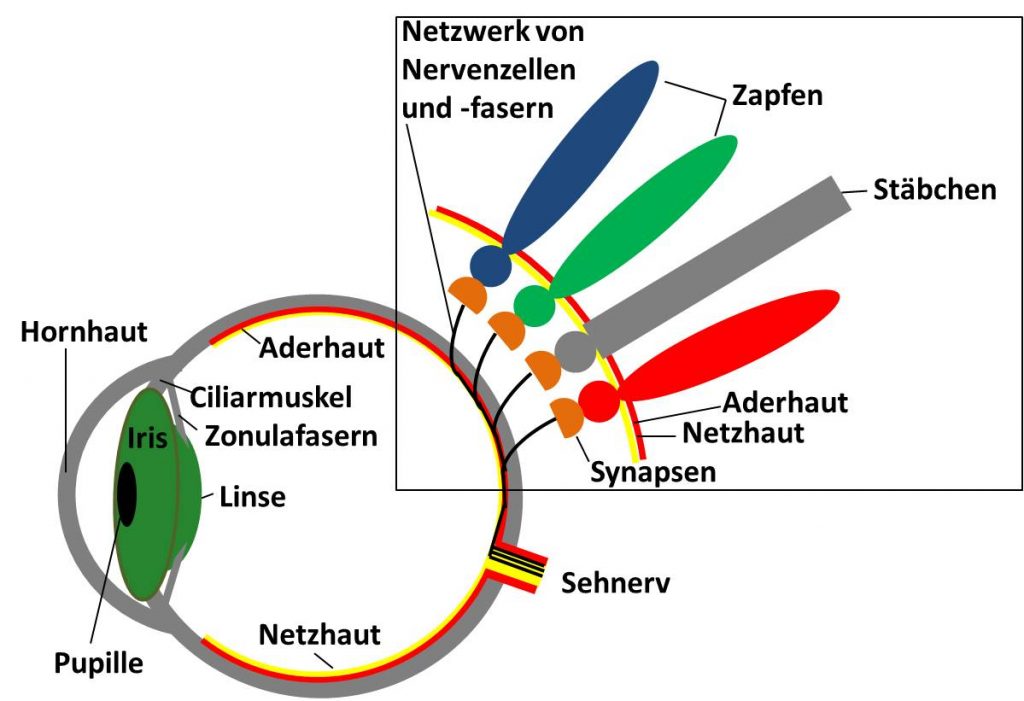 Netzwerk von
Nervenzellen
und -fasern
Zapfen
Stäbchen
Hornhaut
Aderhaut
Ciliarmuskel
Aderhaut
Iris
Zonulafasern
Netzhaut
Synapsen
Linse
Sehnerv
Netzhaut
Pupille